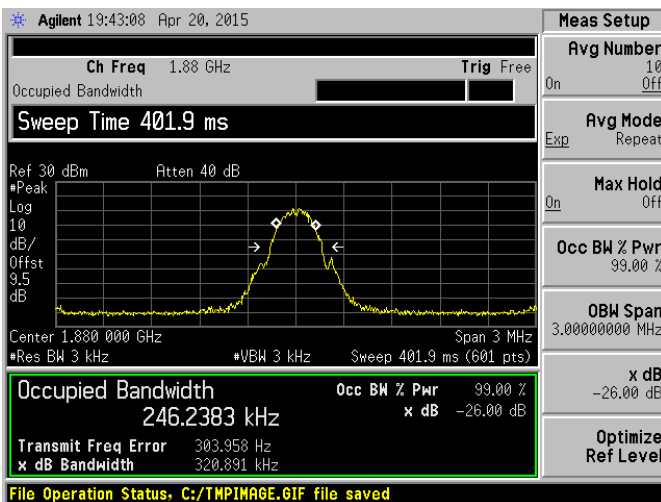 Agilent 19:43:08 Apr 20, 2015
Meas Setup
Ch Freq 1.88 GHz Trig Free
Occupied Bandwidth
Sweep Time 401.9 ms
Ref 30 dBm Atten 40 dB
#Peak
Log
10
dB/
Offst
9.5
dB
Center 1.880 000 GHz Span 3 MHz
#Res BW 3 kHz #VBW 3 kHz Sweep 401.9 ms (601 pts)
Occupied Bandwidth Occ BW % Pwr 99.00 %
246.2383 kHz x dB -26.00 dB
Transmit Freq Error 303.958 Hz
x dB Bandwidth 320.891 kHz
File Operation Status, C:/TMPIMAGE.GIF file saved
Avg Number
10
On Off
Avg Mode
Exp Repeat
Max Hold
On Off
Occ BW % Pwr
99.00 %
OBW Span
3.00000000 MHz
x dB
-26.00 dB
Optimize
Ref Level